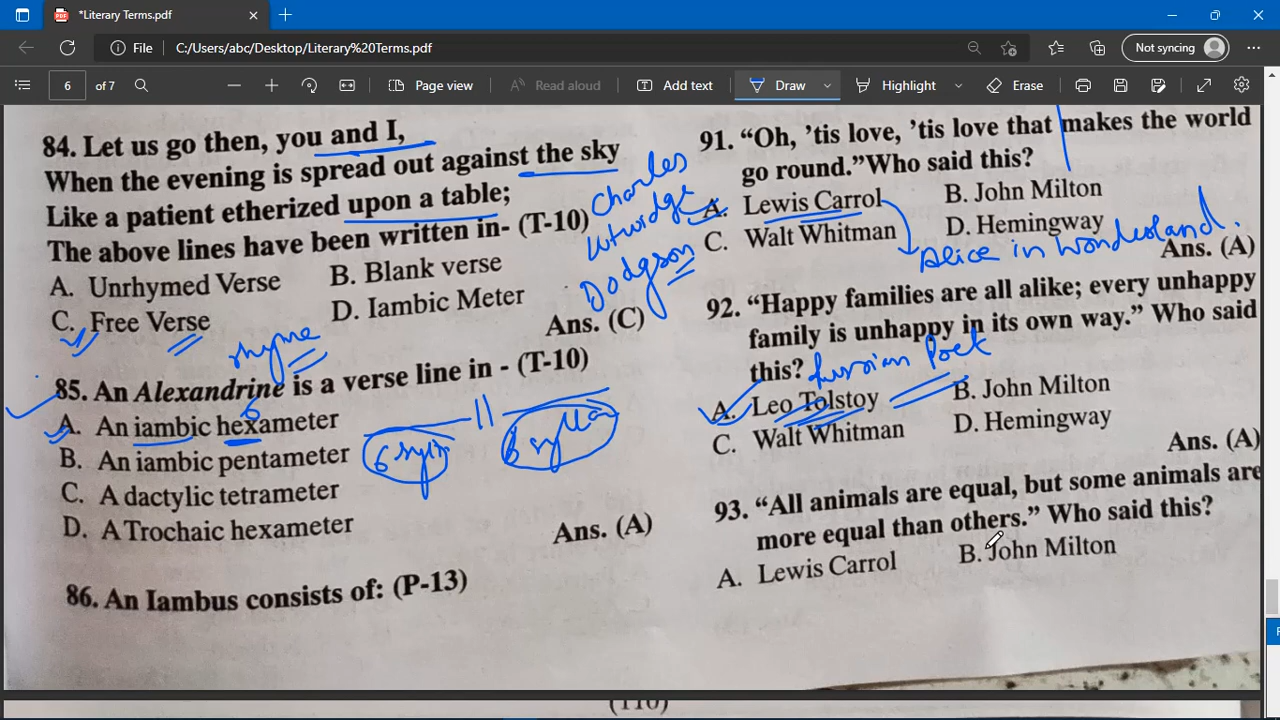 *Literary Terms.pdf
File
C:/Users/abc/Desktop/Literary%20Terms.pdf
Not syncing
6
of 7
Page view
Read aloud
Add text
Draw
Highlight
Erase
84. Let us go then, you and I,
When the evening is spread out against the sky
Like a patient etherized upon a table;
The above lines have been written in- (T-10)
A. Unrhymed Verse
B. Blank verse
C. Free Verse
D. Iambic Meter
Ans. (C)
rhyme
Charles
Lutwidge
Dodgson
85. An Alexandrine is a verse line in - (T-10)
6
A. An iambic hexameter
B. An iambic pentameter
C. A dactylic tetrameter
D. A Trochaic hexameter
Ans. (A)
6
6
86. An Iambus consists of: (P-13)
91. “Oh, 'tis love, 'tis love that makes the world
go round.”Who said this?
A. Lewis Carrol
B. John Milton
C. Walt Whitman
D. Hemingway
Alice in Wonderland.
Ans. (A)
92. “Happy families are all alike; every unhappy
family is unhappy in its own way.” Who said
this?
Poet
A. Leo Tolstoy
B. John Milton
C. Walt Whitman
D. Hemingway
Ans. (A)
93. “All animals are equal, but some animals are
more equal than others.” Who said this?
A. Lewis Carrol
B. John Milton
(110)